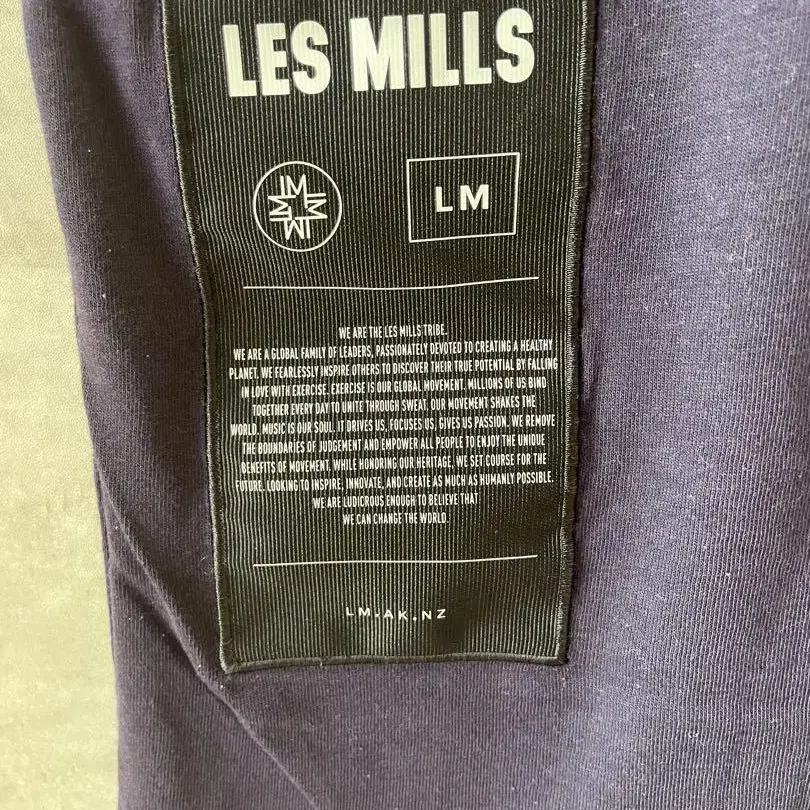 LES MILLS
LM LM LM LM
LM
WE ARE THE LES MILLS TRIBE.
WE ARE A GLOBAL FAMILY OF LEADERS, PASSIONATELY DEVOTED TO CREATING A HEALTHY
PLANET. WE FEARLESSLY INSPIRE OTHERS TO DISCOVER THEIR TRUE POTENTIAL BY FALLING
IN LOVE WITH EXERCISE. EXERCISE IS OUR GLOBAL MOVEMENT. MILLIONS OF US BIND
TOGETHER EVERY DAY TO UNITE THROUGH SWEAT. OUR MOVEMENT SHAKES THE
WORLD. MUSIC IS OUR SOUL. IT DRIVES US, FOCUSES US, GIVES US PASSION. WE REMOVE
THE BOUNDARIES OF JUDGEMENT AND EMPOWER ALL PEOPLE TO ENJOY THE UNIQUE
BENEFITS OF MOVEMENT. WHILE HONORING OUR HERITAGE, WE SET COURSE FOR THE
FUTURE. LOOKING TO INSPIRE, INNOVATE, AND CREATE AS MUCH AS HUMANLY POSSIBLE.
WE ARE LUDICROUS ENOUGH TO BELIEVE THAT
WE CAN CHANGE THE WORLD.
LM.AK.NZ